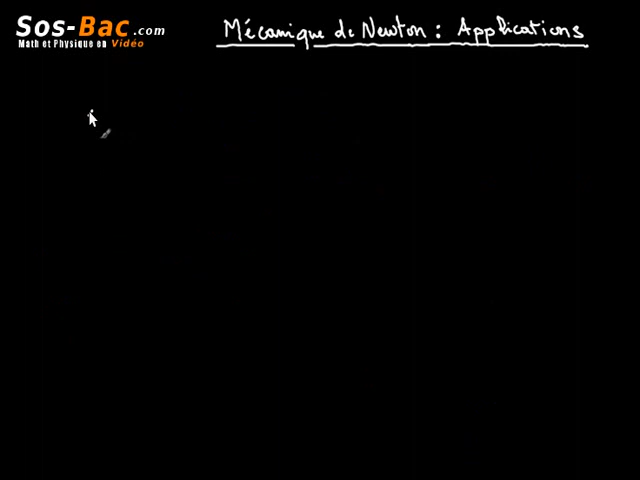 Sos-Bac.com
Math et Physique en Vidéo
Mécanique de Newton : Applications